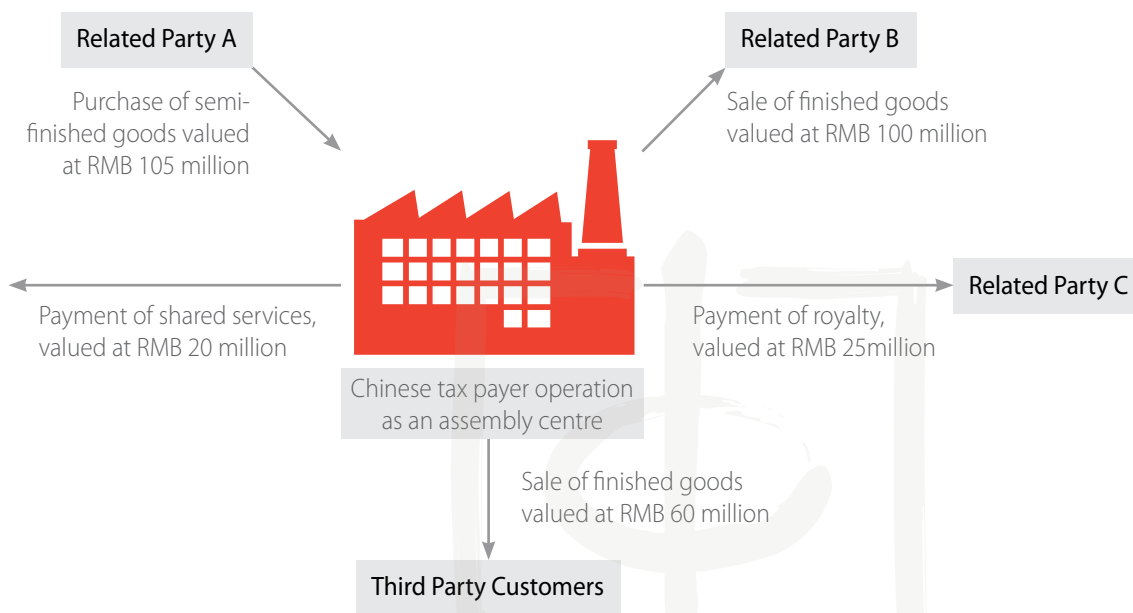 Related Party A
Purchase of semi-
finished goods valued
at RMB 105 million
Related Party B
Sale of finished goods
valued at RMB 100 million
Payment of shared services,
valued at RMB 20 million
Payment of royalty,
valued at RMB 25million
Related Party C
Chinese tax payer operation
as an assembly centre
Sale of finished goods
valued at RMB 60 million
Third Party Customers